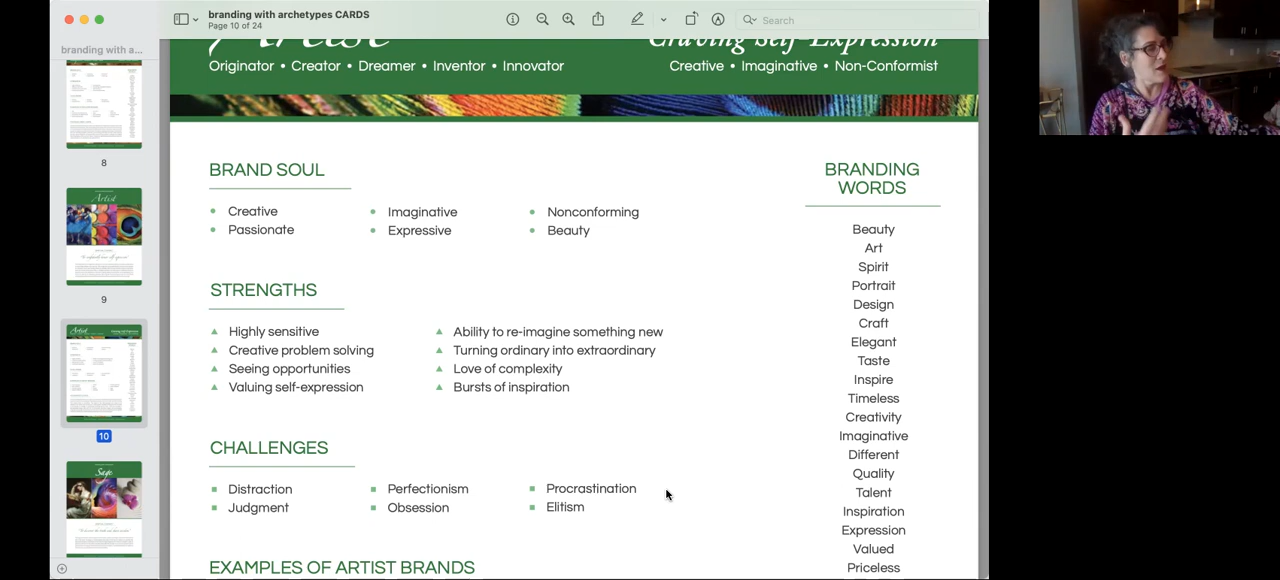 branding with archetypes CARDS
Page 10 of 24
Search
branding with a...
8
Artist
9
Artist
10
Sage
Artist
Craving Self-Expression
Originator • Creator • Dreamer • Inventor • Innovator
Creative • Imaginative • Non-Conformist
BRAND SOUL
Creative
Imaginative
Nonconforming
Passionate
Expressive
Beauty
STRENGTHS
Highly sensitive
Ability to re-imagine something new
Creative problem solving
Turning ordinary into extraordinary
Seeing opportunities
Love of complexity
Valuing self-expression
Bursts of inspiration
CHALLENGES
Distraction
Perfectionism
Procrastination
Judgment
Obsession
Elitism
EXAMPLES OF ARTIST BRANDS
BRANDING
WORDS
Beauty
Art
Spirit
Portrait
Design
Craft
Elegant
Taste
Inspire
Timeless
Creativity
Imaginative
Different
Quality
Talent
Inspiration
Expression
Valued
Priceless